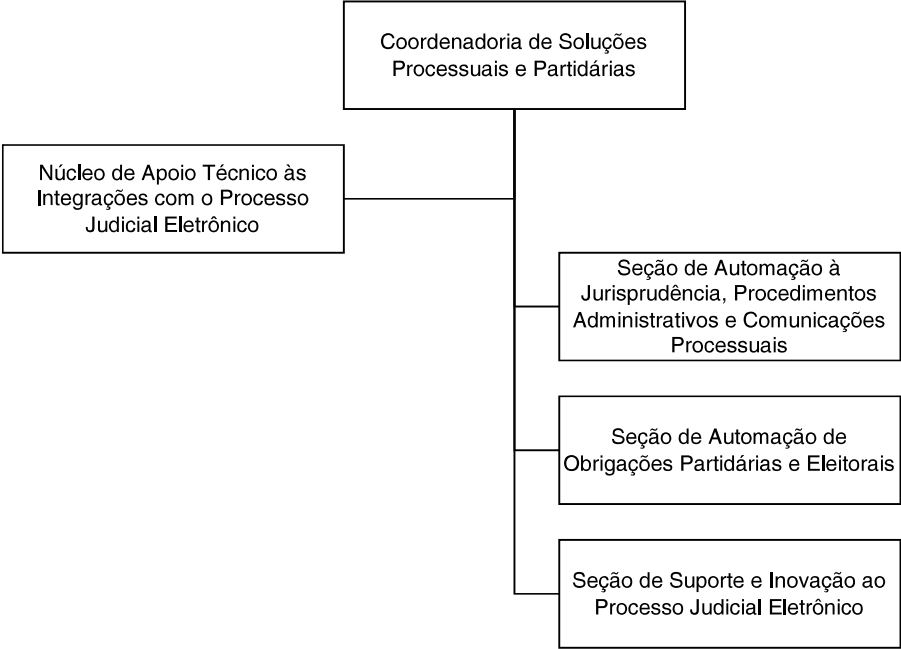 Coordenadoria de Soluções
Processuais e Partidárias
Núcleo de Apoio Técnico às
Integrações com o Processo
Judicial Eletrônico
Seção de Automação à
Jurisprudência, Procedimentos
Administrativos e Comunicações
Processuais
Seção de Automação de
Obrigações Partidárias e Eleitorais
Seção de Suporte e Inovação ao
Processo Judicial Eletrônico